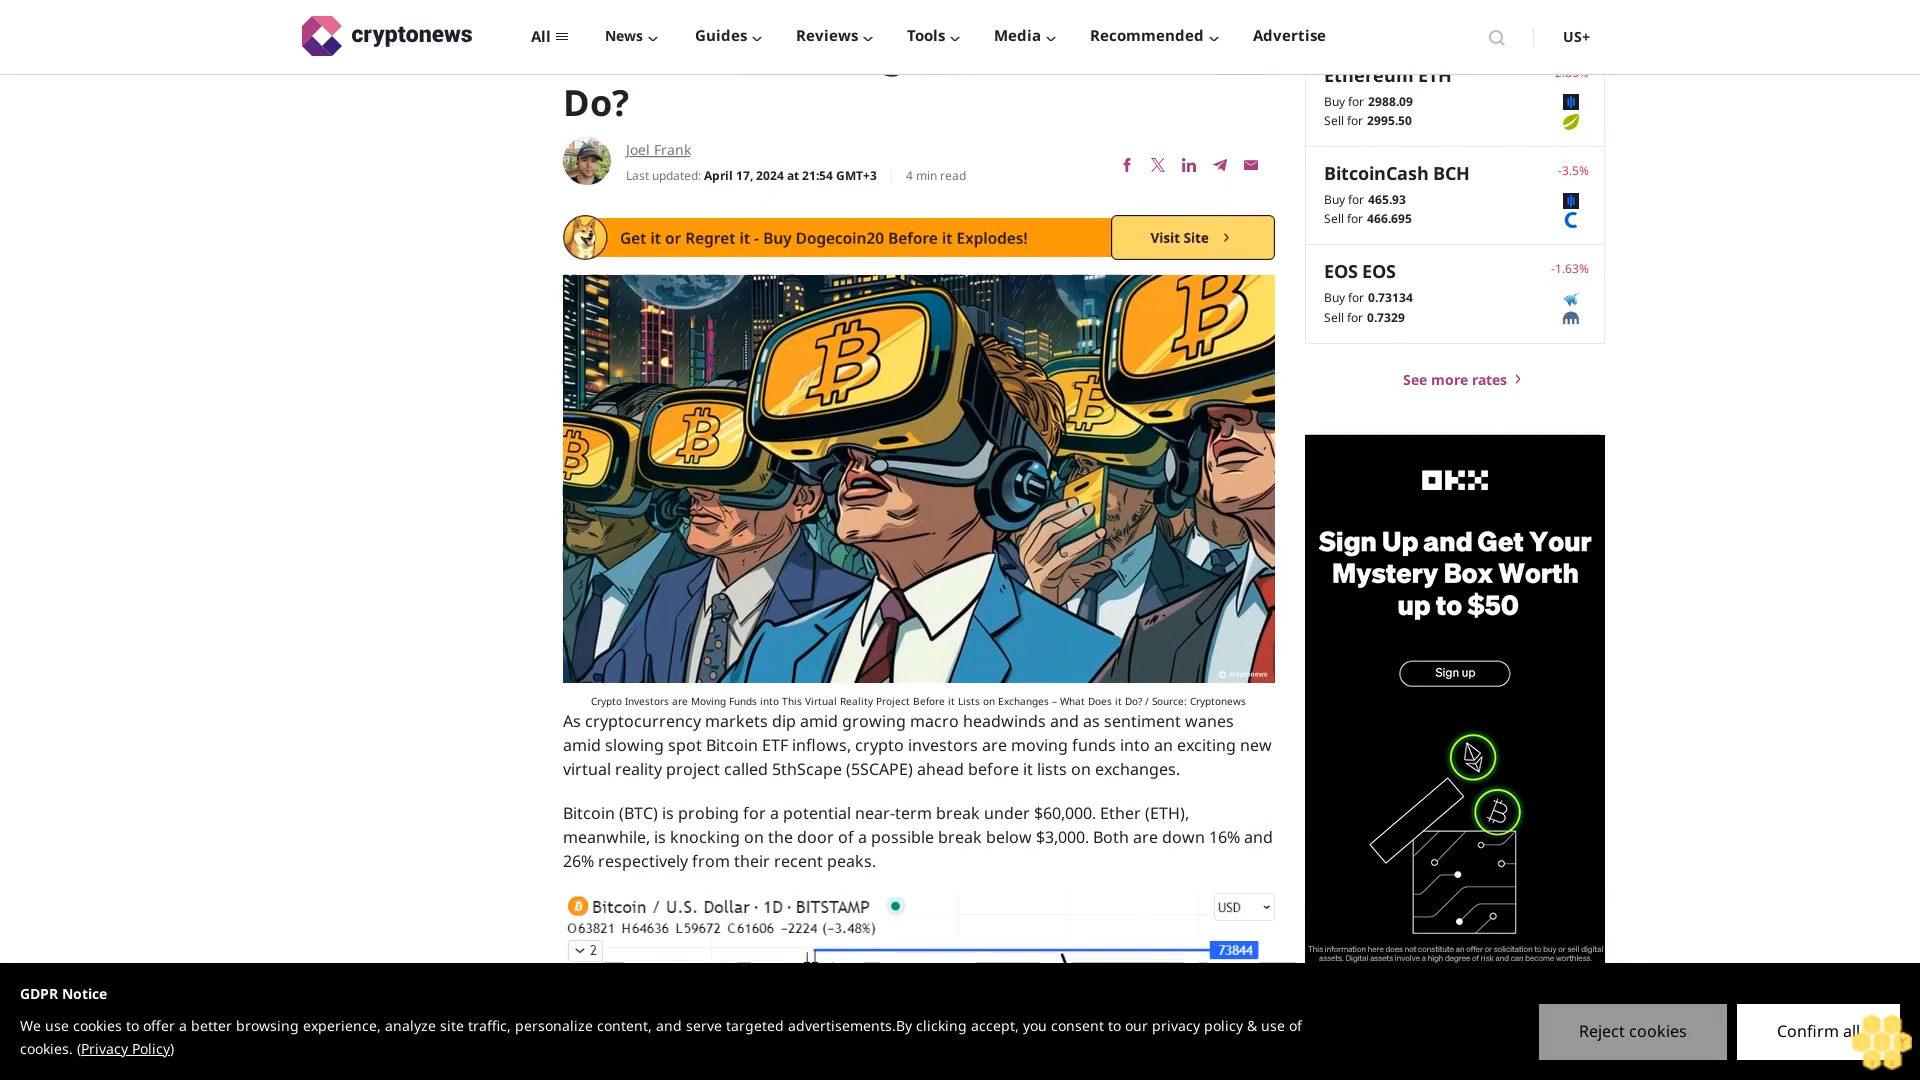 cryptonews
All
News
Guides
Reviews
Tools
Media
Recommended
Advertise
US+
Do?
Joel Frank
Last updated: April 17, 2024 at 21:54 GMT+3
4 min read
Get it or Regret it - Buy Dogecoin20 Before it Explodes!
Visit Site
cryptonews
Crypto Investors are Moving Funds into This Virtual Reality Project Before it Lists on Exchanges – What Does it Do? / Source: Cryptonews
As cryptocurrency markets dip amid growing macro headwinds and as sentiment wanes
amid slowing spot Bitcoin ETF inflows, crypto investors are moving funds into an exciting new
virtual reality project called 5thScape (5SCAPE) ahead before it lists on exchanges.
Bitcoin (BTC) is probing for a potential near-term break under $60,000. Ether (ETH),
meanwhile, is knocking on the door of a possible break below $3,000. Both are down 16% and
26% respectively from their recent peaks.
Bitcoin / U.S. Dollar · 1D · BITSTAMP
USD
O63821 H64636 L59672 C61606 −2224 (−3.48%)
2
73844
Ethereum ETH
Buy for 2988.09
Sell for 2995.50
BitcoinCash BCH
-3.5%
Buy for 465.93
Sell for 466.695
EOS EOS
-1.63%
Buy for 0.73134
Sell for 0.7329
See more rates
OKX
Sign Up and Get Your
Mystery Box Worth
up to $50
Sign up
This information here does not constitute an offer or solicitation to buy or sell digital
assets. Digital assets involve a high degree of risk and can become worthless.
GDPR Notice
We use cookies to offer a better browsing experience, analyze site traffic, personalize content, and serve targeted advertisements.By clicking accept, you consent to our privacy policy & use of
cookies. (Privacy Policy)
Reject cookies
Confirm all